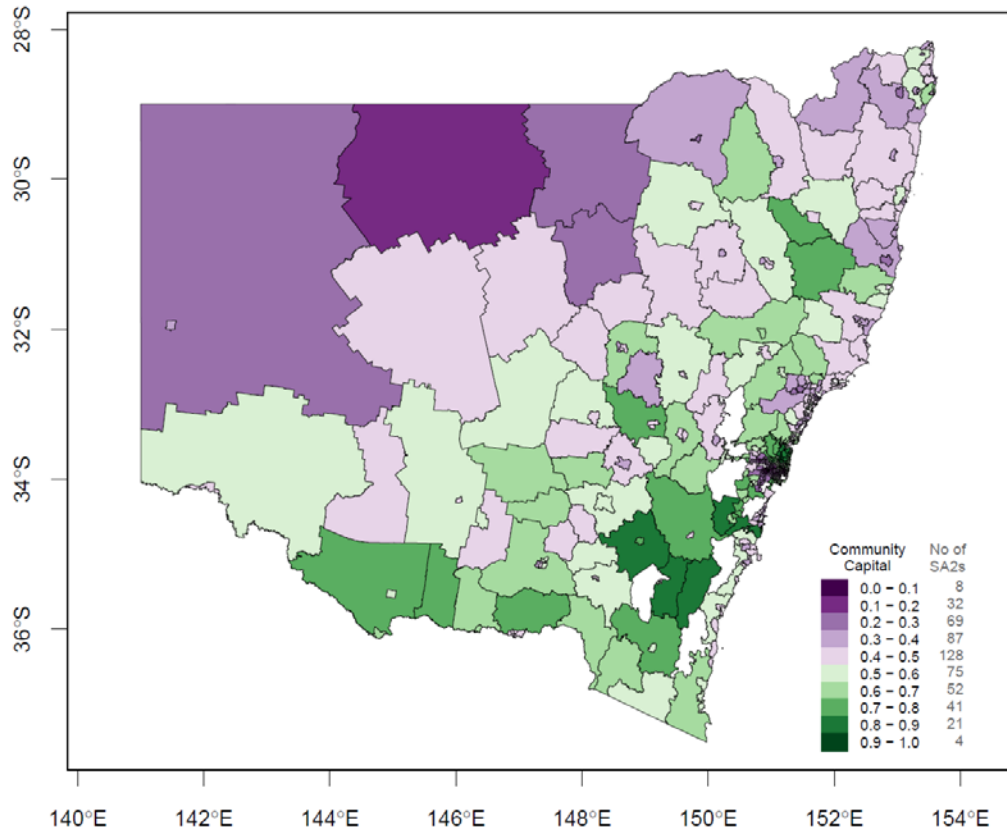 28°S
30°S
32°S
34°S
36°S
Community Capital No of SA2s
0.0 – 0.1 8
0.1 – 0.2 32
0.2 – 0.3 69
0.3 – 0.4 87
0.4 – 0.5 128
0.5 – 0.6 75
0.6 – 0.7 52
0.7 – 0.8 41
0.8 – 0.9 21
0.9 – 1.0 4
140°E 142°E 144°E 146°E 148°E 150°E 152°E 154°E